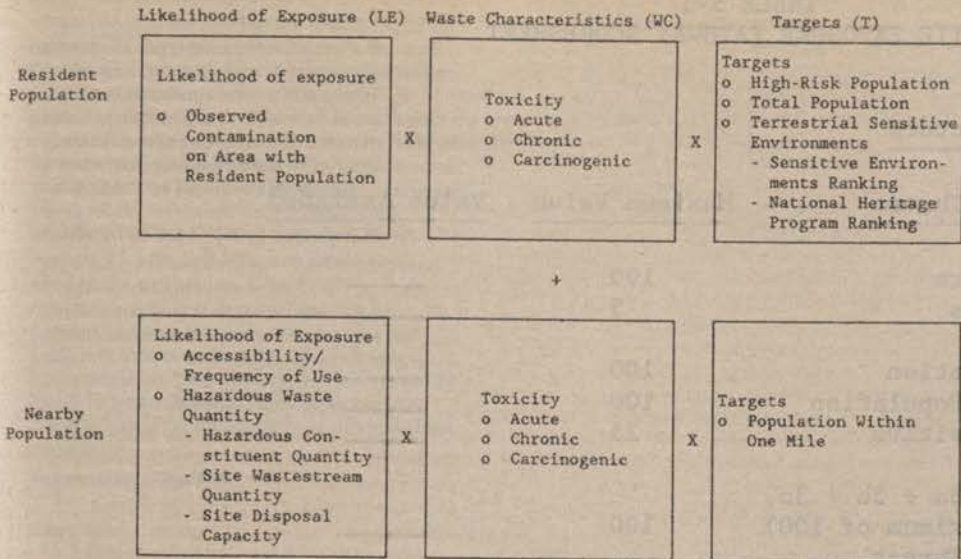 Likelihood of Exposure (LE) Waste Characteristics (WC) Targets (T)
Resident
Population
Likelihood of exposure
o Observed
Contamination
on Area with
Resident Population
X
Toxicity
o Acute
o Chronic
o Carcinogenic
X
Targets
o High-Risk Population
o Total Population
o Terrestrial Sensitive
Environments
- Sensitive Environ-
ments Ranking
- National Heritage
Program Ranking
+
Nearby
Population
Likelihood of Exposure
o Accessibility/
Frequency of Use
o Hazardous Waste
Quantity
- Hazardous Con-
stituent Quantity
- Site Wastestream
Quantity
- Site Disposal
Capacity
X
Toxicity
o Acute
o Chronic
o Carcinogenic
X
Targets
o Population Within
One Mile